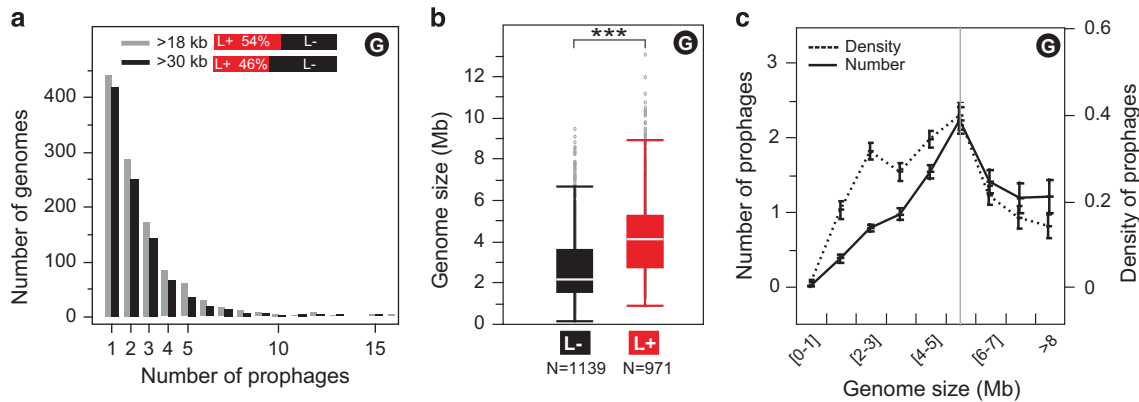 a
>18 kb L+ 54% L-
>30 kb L+ 46% L-
G
Number of genomes
400
300
200
100
0
1 2 3 4 5 10 15
Number of prophages
b
***
G
Genome size (Mb)
14
12
10
8
6
4
2
0
L- L+
N=1139 N=971
c
Density
Number
G
Number of prophages
3
2
1
0
Density of prophages
0.6
0.4
0.2
0
[0-1] [2-3] [4-5] [6-7] >8
Genome size (Mb)